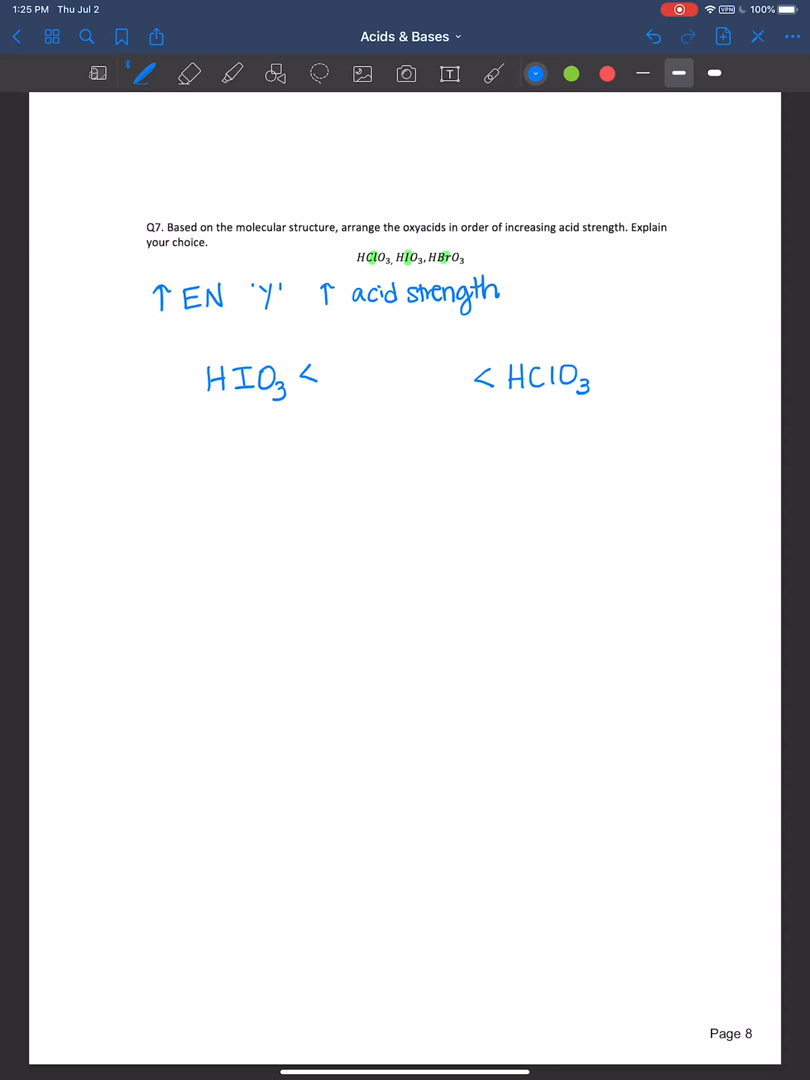 1:25 PM Thu Jul 2 VPN 100%
Acids & Bases
T
Q7. Based on the molecular structure, arrange the oxyacids in order of increasing acid strength. Explain
your choice.
HClO₃, HIO₃, HBrO₃
↑ EN 'Y' ↑ acid strength
HIO₃ < < HClO₃
Page 8